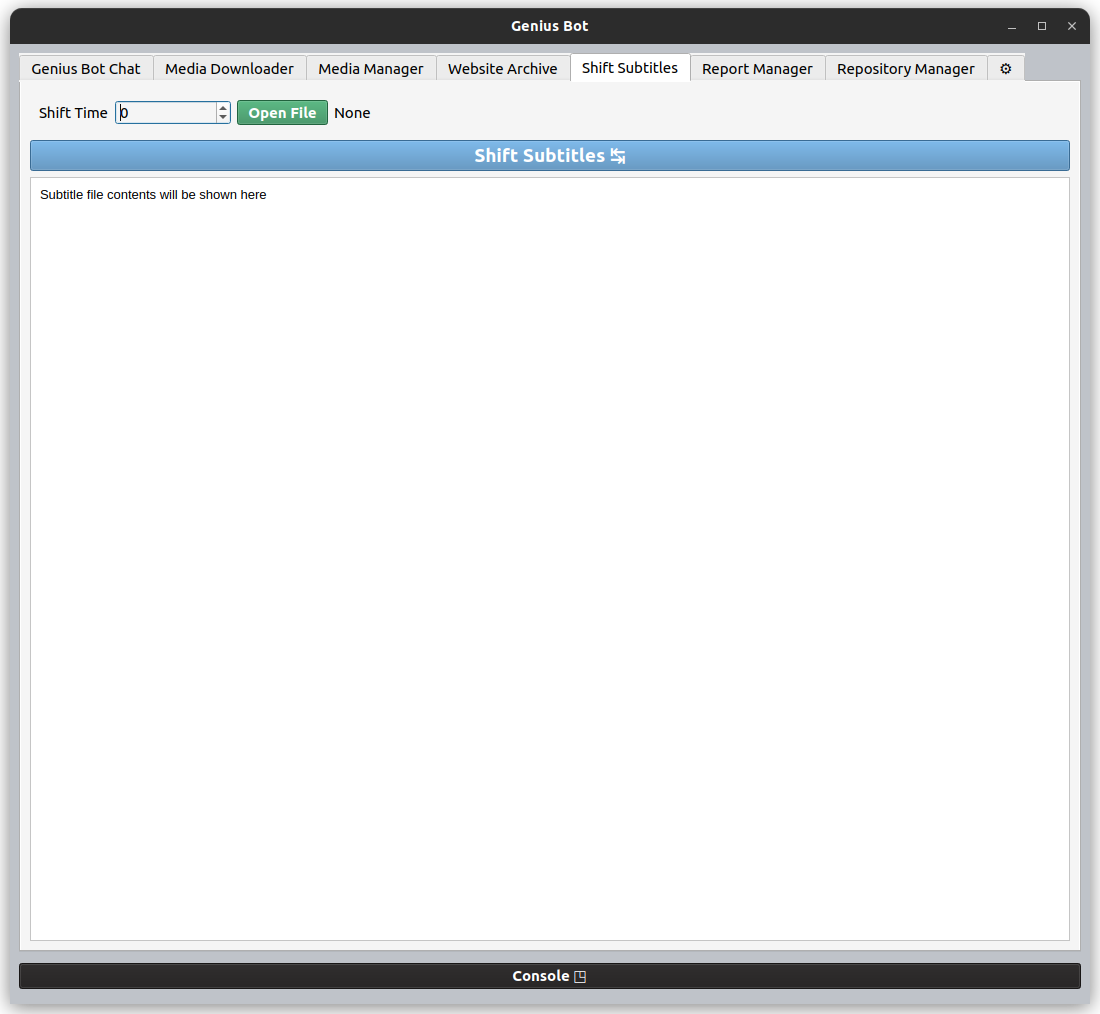 Genius Bot
Genius Bot Chat Media Downloader Media Manager Website Archive Shift Subtitles Report Manager Repository Manager ⚙
Shift Time 0 Open File None
Shift Subtitles ↹
Subtitle file contents will be shown here
Console ◳